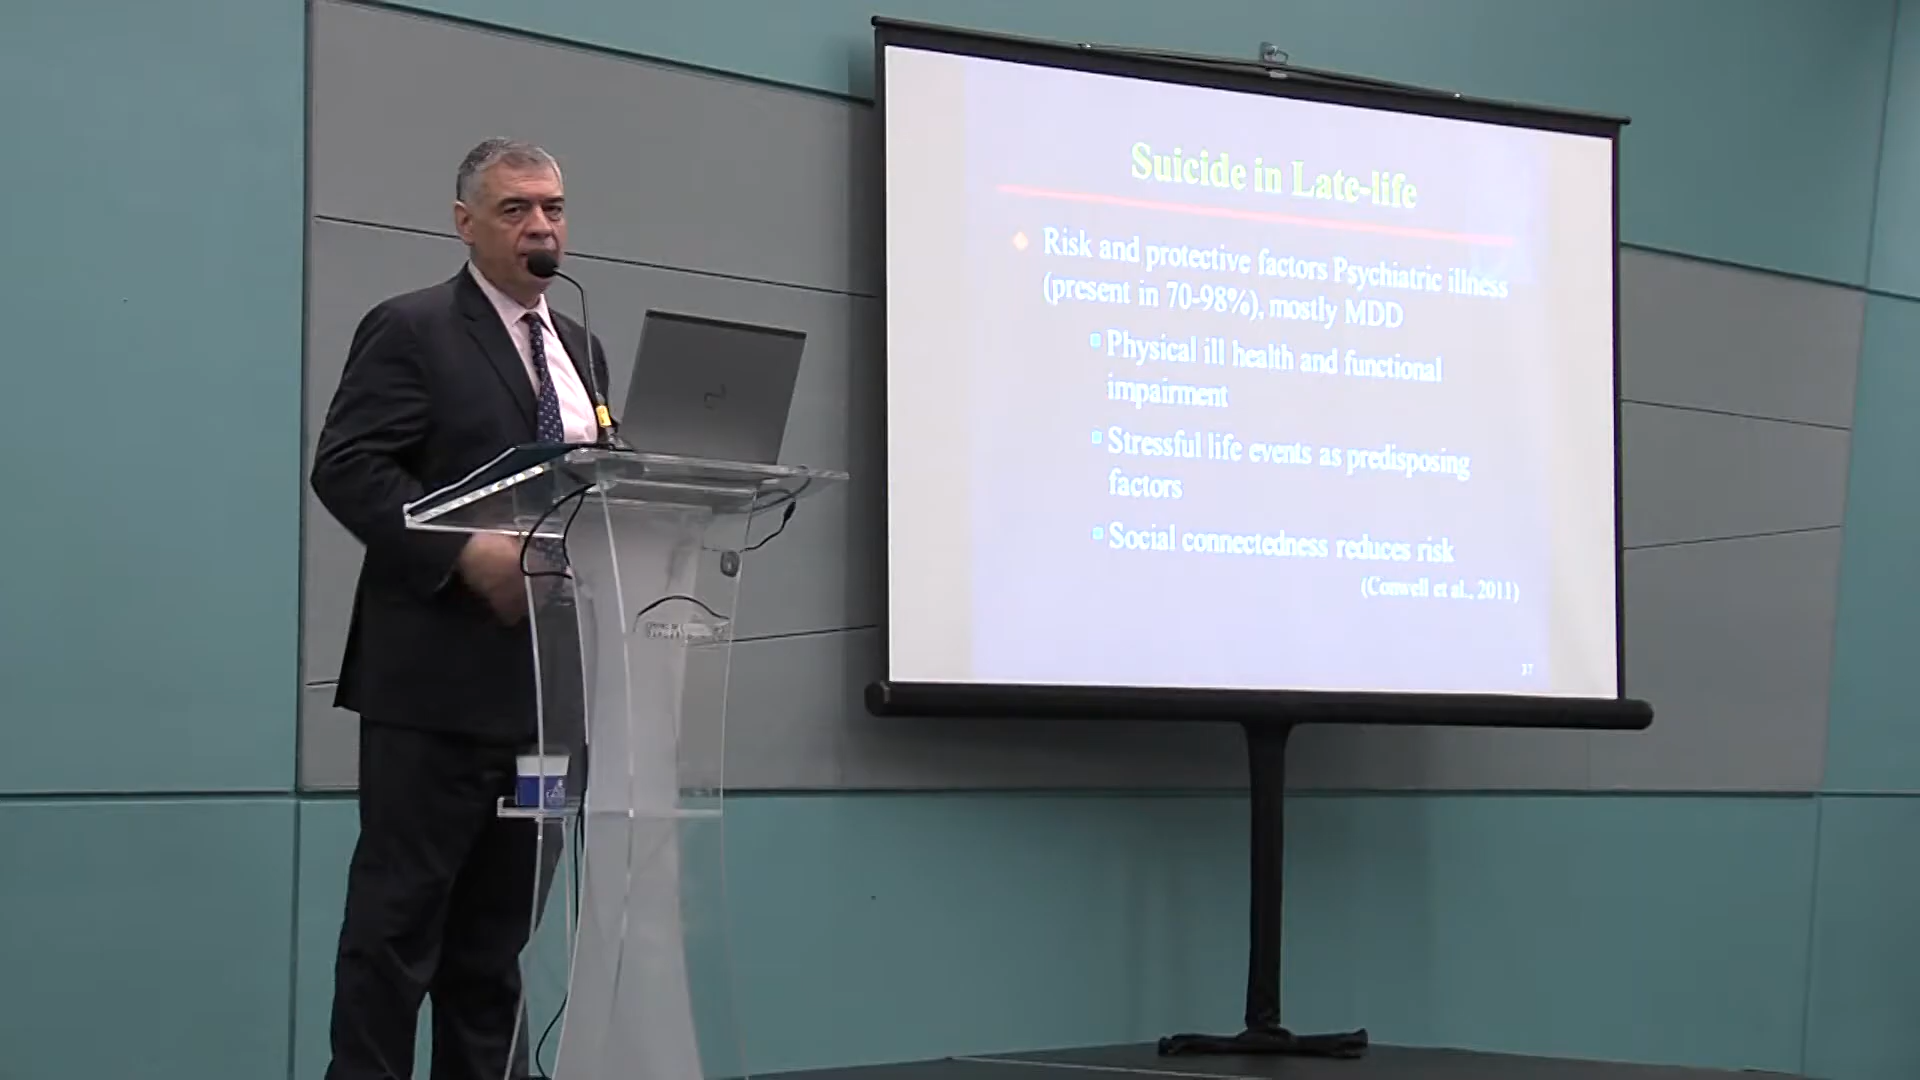 Suicide in Late-life
Risk and protective factors Psychiatric illness
(present in 70-98%), mostly MDD
Physical ill health and functional
impairment
Stressful life events as predisposing
factors
Social connectedness reduces risk
(Conwell et al., 2011)
37